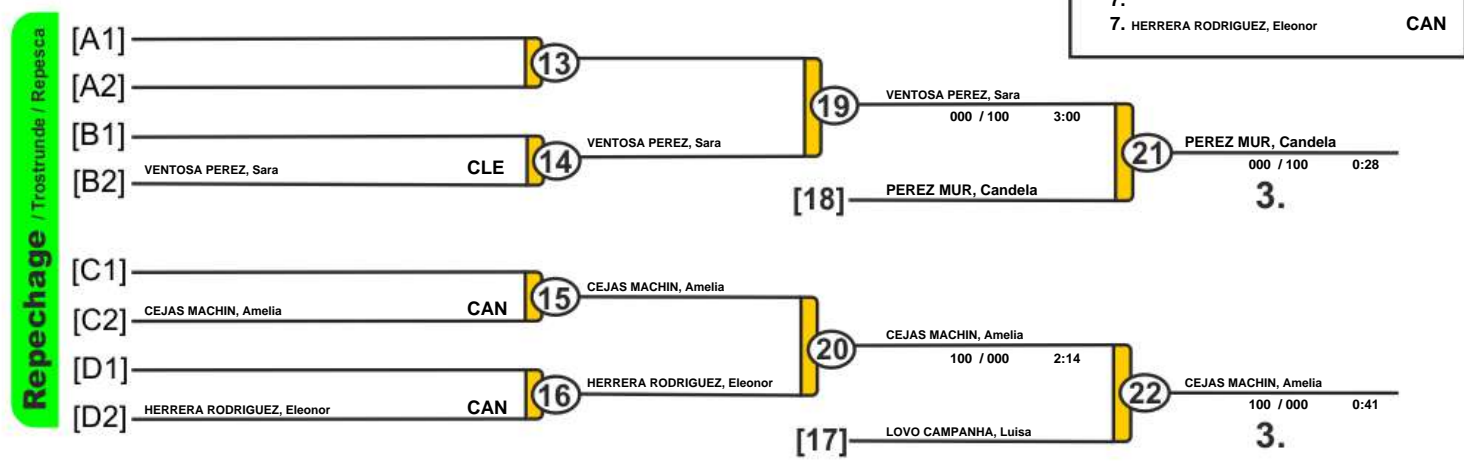 7.
7. HERRERA RODRIGUEZ, Eleonor CAN
Repechage / Trostrunde / Repesca
[A1]
13
[A2]
VENTOSA PEREZ, Sara
19
000 / 100 3:00
[B1]
PEREZ MUR, Candela
21
VENTOSA PEREZ, Sara
14
000 / 100 0:28
VENTOSA PEREZ, Sara CLE
[B2]
[18] PEREZ MUR, Candela
3.
[C1]
CEJAS MACHIN, Amelia
15
CEJAS MACHIN, Amelia CAN
[C2]
CEJAS MACHIN, Amelia
20
100 / 000 2:14
[D1]
HERRERA RODRIGUEZ, Eleonor
16
CEJAS MACHIN, Amelia
22
100 / 000 0:41
HERRERA RODRIGUEZ, Eleonor CAN
[D2]
[17] LOVO CAMPANHA, Luisa
3.